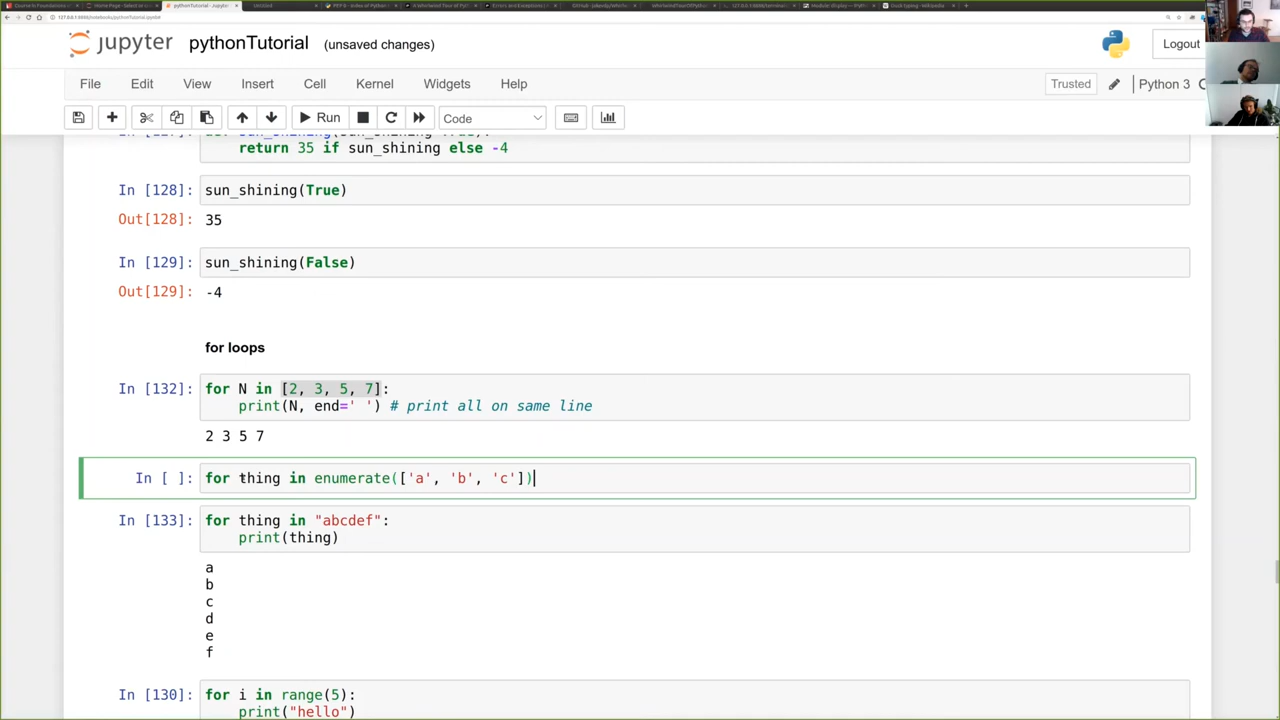 jupyter pythonTutorial (unsaved changes)
Logout
File Edit View Insert Cell Kernel Widgets Help
Trusted
Python 3
Run
Code
return 35 if sun_shining else -4
In [128]: sun_shining(True)
Out[128]: 35
In [129]: sun_shining(False)
Out[129]: -4
for loops
In [132]: for N in [2, 3, 5, 7]:
print(N, end=' ') # print all on same line
2 3 5 7
In [ ]: for thing in enumerate(['a', 'b', 'c'])
In [133]: for thing in "abcdef":
print(thing)
a
b
c
d
e
f
In [130]: for i in range(5):
print("hello")